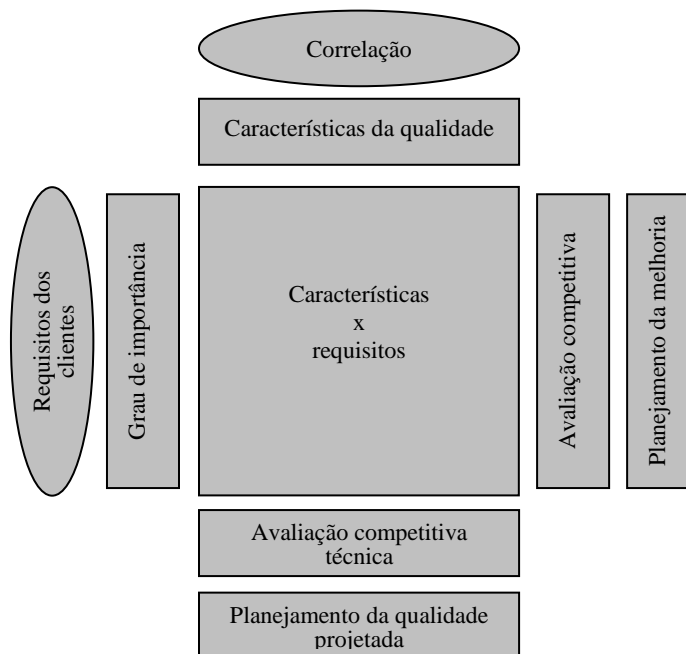 Correlação
Características da qualidade
Requisitos dos
clientes
Grau de importância
Características
x
requisitos
Avaliação competitiva
Planejamento da melhoria
Avaliação competitiva
técnica
Planejamento da qualidade
projetada